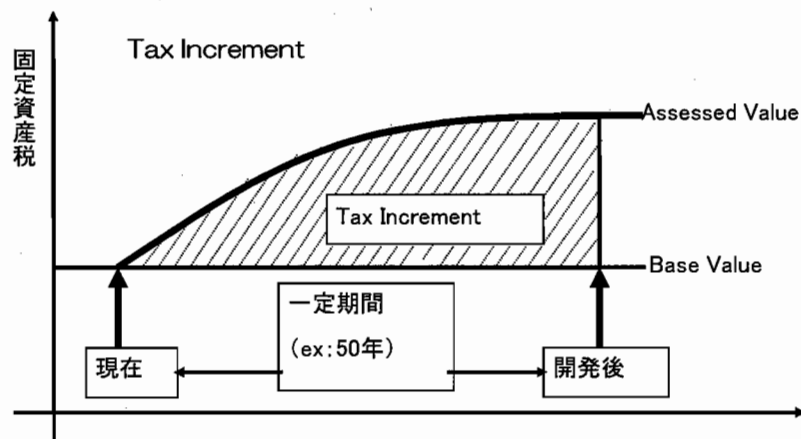 Tax Increment
固定資産税
Assessed Value
Tax Increment
Base Value
一定期間
(ex:50年)
現在
開発後